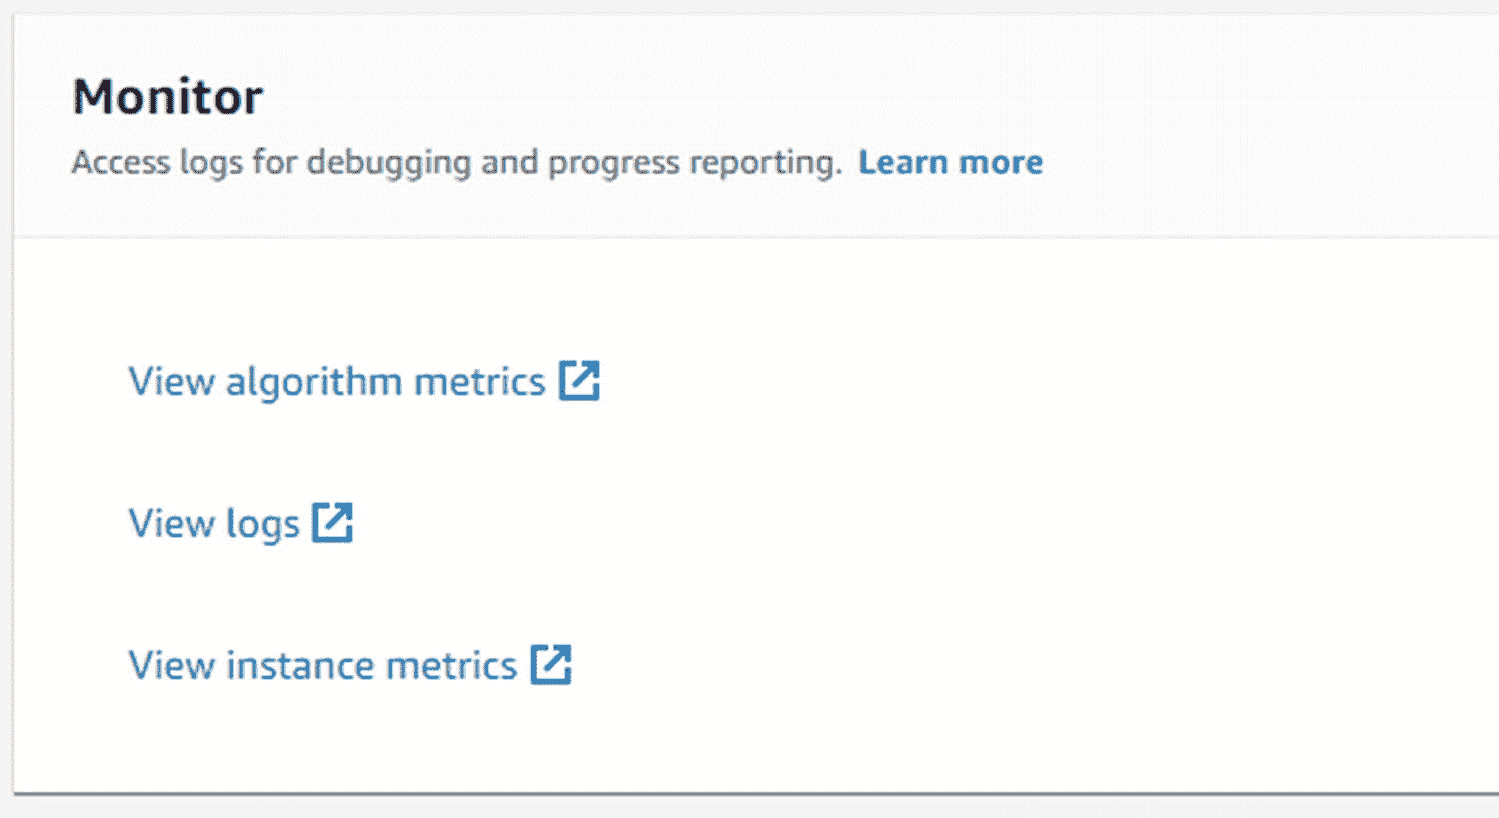 Monitor
Access logs for debugging and progress reporting. Learn more
View algorithm metrics
View logs
View instance metrics